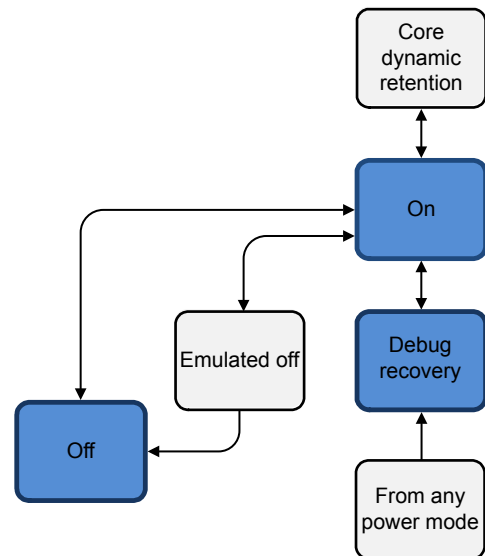 Core
dynamic
retention
On
Emulated off
Debug
recovery
Off
From any
power mode